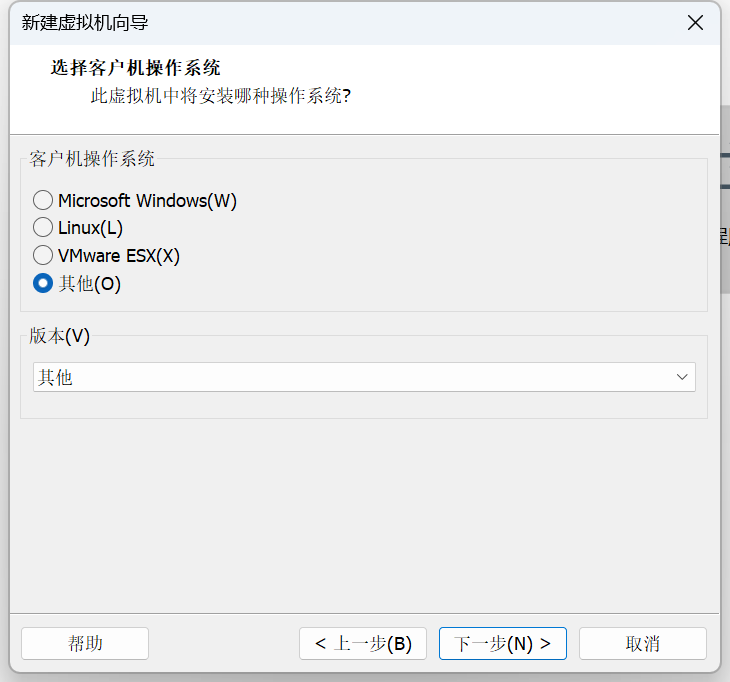 新建虚拟机向导
选择客户机操作系统
此虚拟机中将安装哪种操作系统?
客户机操作系统
Microsoft Windows(W)
Linux(L)
VMware ESX(X)
其他(O)
版本(V)
其他
帮助
< 上一步(B)
下一步(N) >
取消